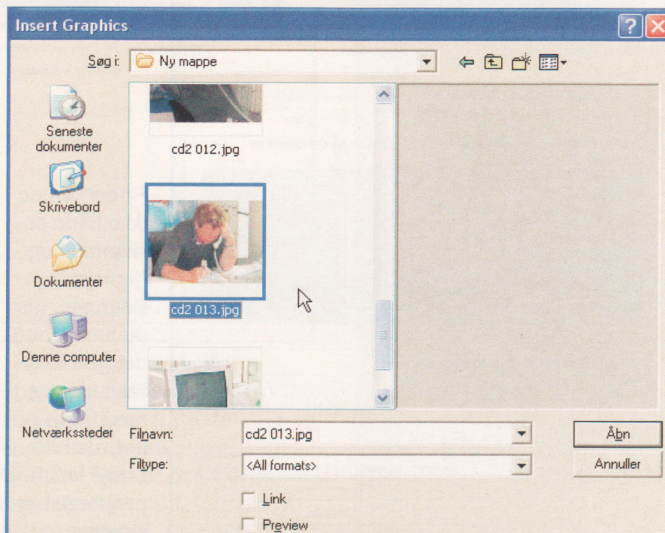 Insert Graphics
Søg i:
Ny mappe
Seneste
dokumenter
Skrivebord
Dokumenter
Denne computer
Netværkssteder
cd2 012.jpg
cd2 013.jpg
Filnavn:
cd2 013.jpg
Åbn
Filtype:
<All formats>
Annuller
Link
Preview